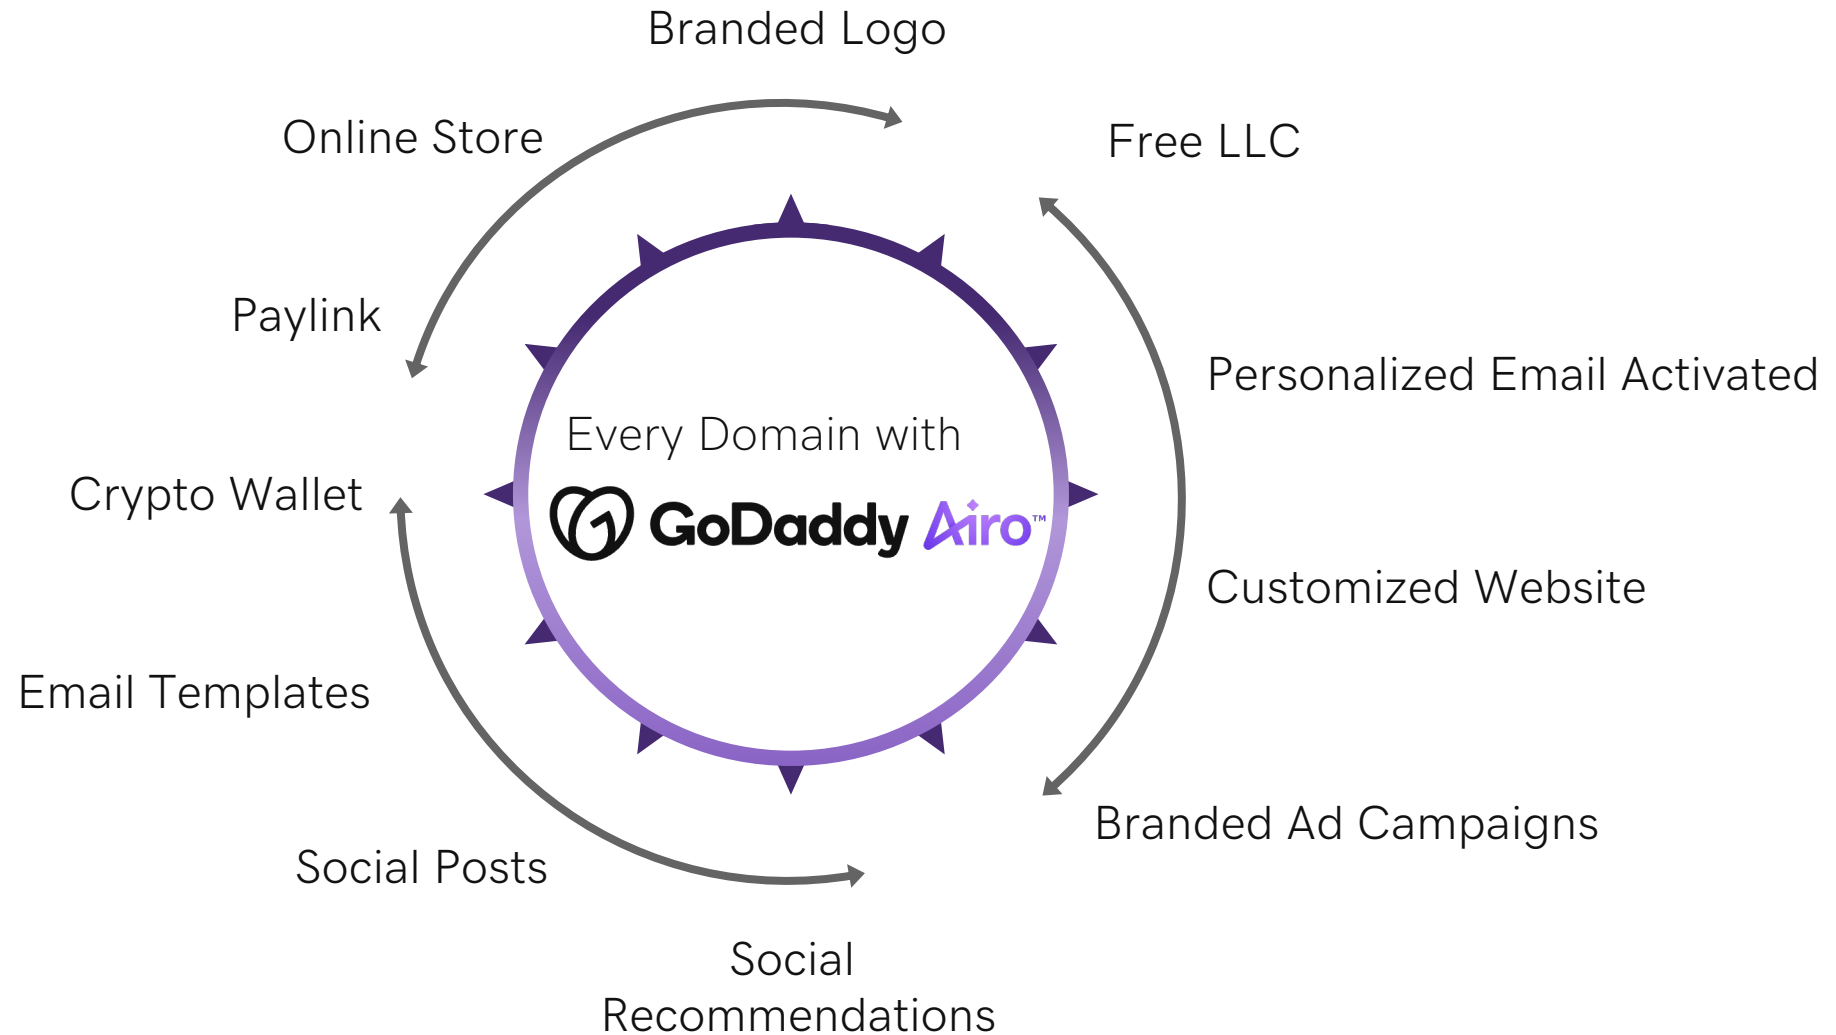 Branded Logo
Online Store
Free LLC
Paylink
Personalized Email Activated
Every Domain with
GoDaddy Airo™
Crypto Wallet
Customized Website
Email Templates
Branded Ad Campaigns
Social Posts
Social
Recommendations